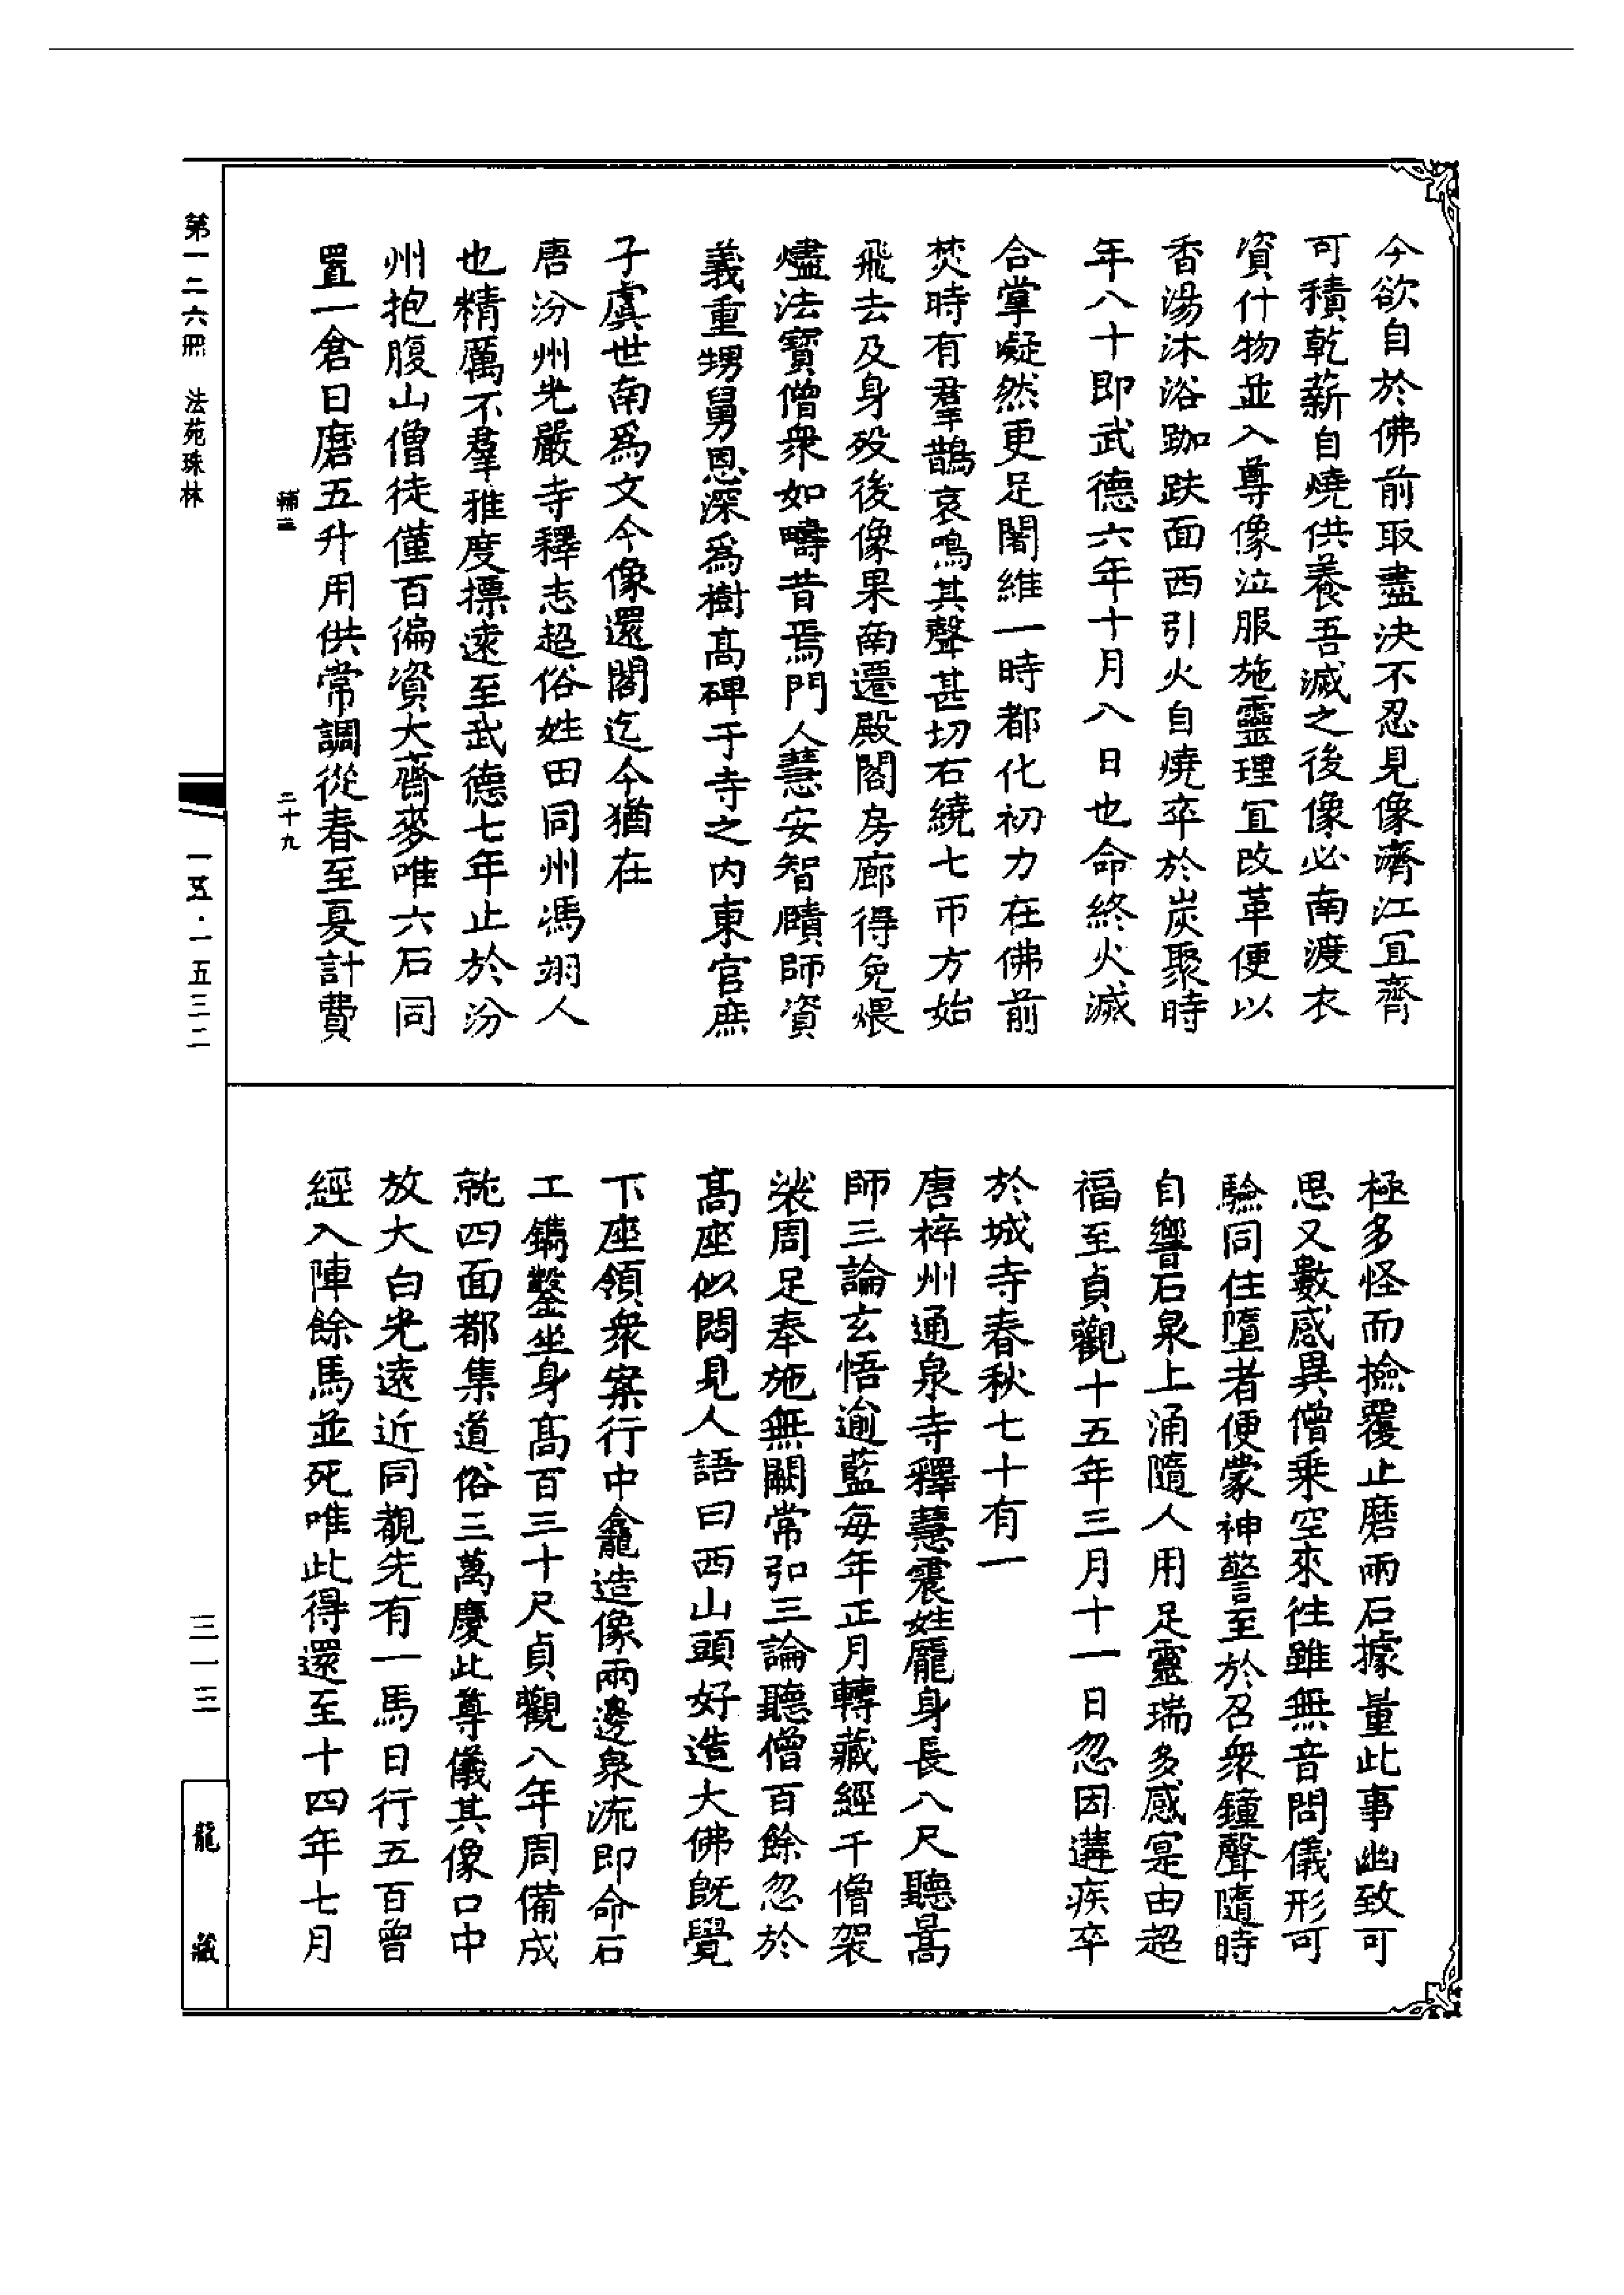 今欲自於佛前取盡決不忍見像濟江宜齊
可積乾薪自燒供養吾滅之後像必南渡衣
資什物並入尊像泣服施靈理宜改革便以
香湯沐浴跏趺面西引火自燒卒於炭聚時
年八十即武德六年十月八日也命終火滅
合掌凝然更足闍維一時都化初力在佛前
焚時有羣鵲哀鳴其聲甚切右繞七帀方始
飛去及身殁後像果南遷殿閣房廊得免煨
燼法寶僧衆如疇昔焉門人慧安智賾師資
義重甥舅恩深爲樹髙碑于寺之内東宫庶
子虞世南爲文今像還閣迄今猶在
唐汾州光嚴寺釋志超俗姓田同州馮翊人
也精厲不羣雅度摽遠至武德七年止於汾
州抱腹山僧徒僅百偏資大齋麥唯六石同
置一倉日磨五升用供常調從春至夏計費
輔三
二十九
極多怪而撿覆止磨兩石據量此事幽致可
思又數感異僧乘空來往雖無音問儀形可
驗同住墮者便蒙神警至於召衆鐘聲隨時
自響石泉上涌隨人用足靈瑞多感寔由超
福至貞觀十五年三月十一日忽因遘疾卒
於城寺春秋七十有一
唐梓州通泉寺釋慧震姓龎身長八尺聽暠
師三論玄悟逾藍每年正月轉藏經千僧袈
裟周足奉施無闕常弘三論聽僧百餘忽於
髙座似悶見人語曰西山頭好造大佛旣覺
下座領衆案行中龕造像兩邊泉流即命石
工鐫鑿坐身髙百三十尺貞觀八年周備成
就四面都集道俗三萬慶此尊儀其像口中
放大白光遠近同覩先有一馬日行五百曾
經入陣餘馬並死唯此得還至十四年七月
第一二六冊　法苑珠林
一五·一五三二
三一三
龍藏